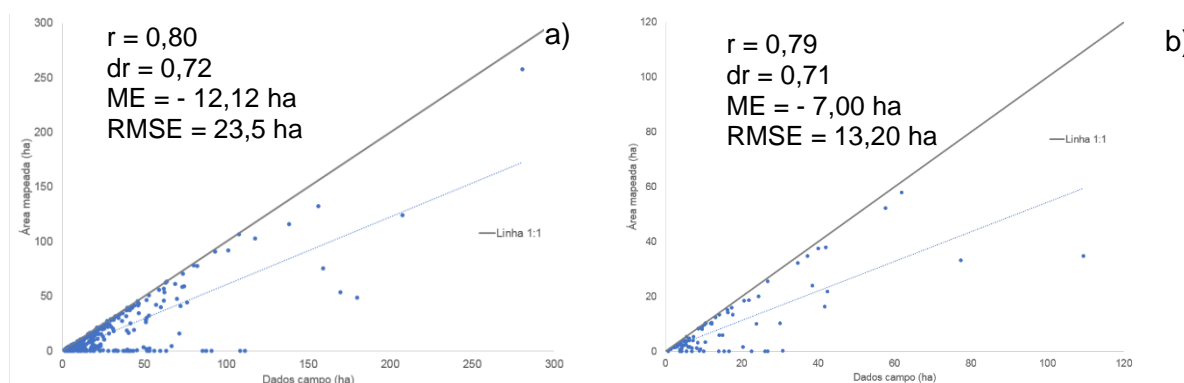 r = 0,80
dr = 0,72
ME = - 12,12 ha
RMSE = 23,5 ha
a)
Área mapeada (ha)
300
250
200
150
100
50
0
Linha 1:1
0 50 100 150 200 250 300
Dados campo (ha)
r = 0,79
dr = 0,71
ME = - 7,00 ha
RMSE = 13,20 ha
b)
Área mapeada (ha)
120
100
80
60
40
20
0
Linha 1:1
0 20 40 60 80 100 120
Dados campo (ha)